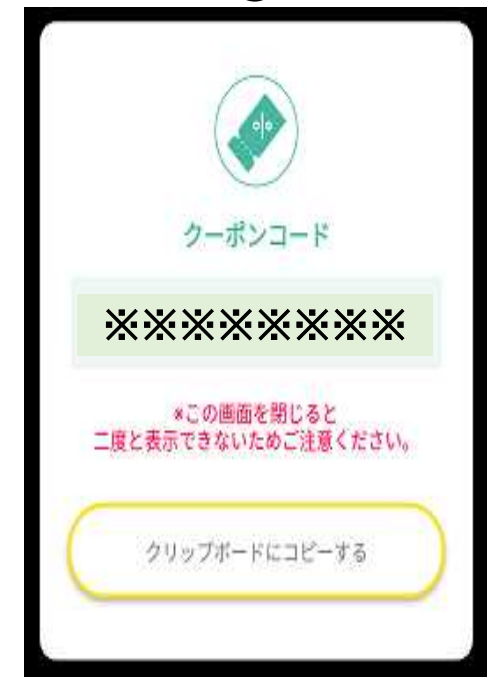 クーポンコード
※※※※※※※※
※この画面を閉じると
二度と表示できないためご注意ください。
クリップボードにコピーする